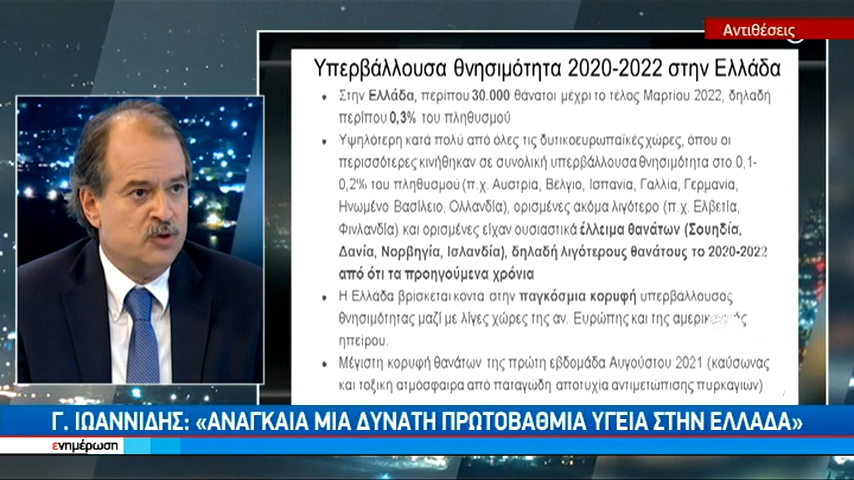 Αντιθέσεις
Υπερβάλλουσα θνησιμότητα 2020-2022 στην Ελλάδα
• Στην Ελλάδα, περίπου 30.000 θάνατοι μέχρι το τέλος Μαρτίου 2022, δηλαδή
περίπου 0,3% του πληθυσμού
• Υψηλότερη κατά πολύ από όλες τις δυτικοευρωπαϊκές χώρες, όπου οι
περισσότερες κινήθηκαν σε συνολική υπερβάλλουσα θνησιμότητα στο 0,1-
0,2% του πληθυσμού (π.χ. Αυστρία, Βέλγιο, Ισπανία, Γαλλία, Γερμανία,
Ηνωμένο Βασίλειο, Ολλανδία), ορισμένες ακόμα λιγότερο (π.χ. Ελβετία,
Φινλανδία) και ορισμένες είχαν ουσιαστικά έλλειμα θανάτων (Σουηδία,
Δανία, Νορβηγία, Ισλανδία), δηλαδή λιγότερους θανάτους το 2020-2022
από ότι τα προηγούμενα χρόνια
• Η Ελλάδα βρίσκεται κοντά στην παγκόσμια κορυφή υπερβάλλουσας
θνησιμότητας μαζί με λίγες χώρες της αν. Ευρώπης και της αμερικανικής
ηπείρου.
• Μέγιστη κορυφή θανάτων της πρώτη εβδομάδα Αυγούστου 2021 (καύσωνας
και τοξική ατμόσφαιρα από παταγώδη αποτυχία αντιμετώπισης πυρκαγιών)
Γ. ΙΩΑΝΝΙΔΗΣ: «ΑΝΑΓΚΑΙΑ ΜΙΑ ΔΥΝΑΤΗ ΠΡΩΤΟΒΑΘΜΙΑ ΥΓΕΙΑ ΣΤΗΝ ΕΛΛΑΔΑ»
ενημέρωση